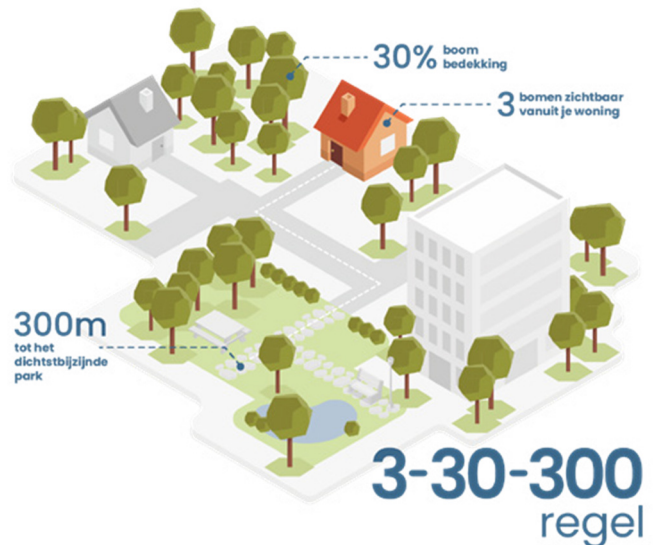 30% boom
bedekking
3 bomen zichtbaar
vanuit je woning
300m
tot het
dichtstbijzijnde
park
3-30-300
regel